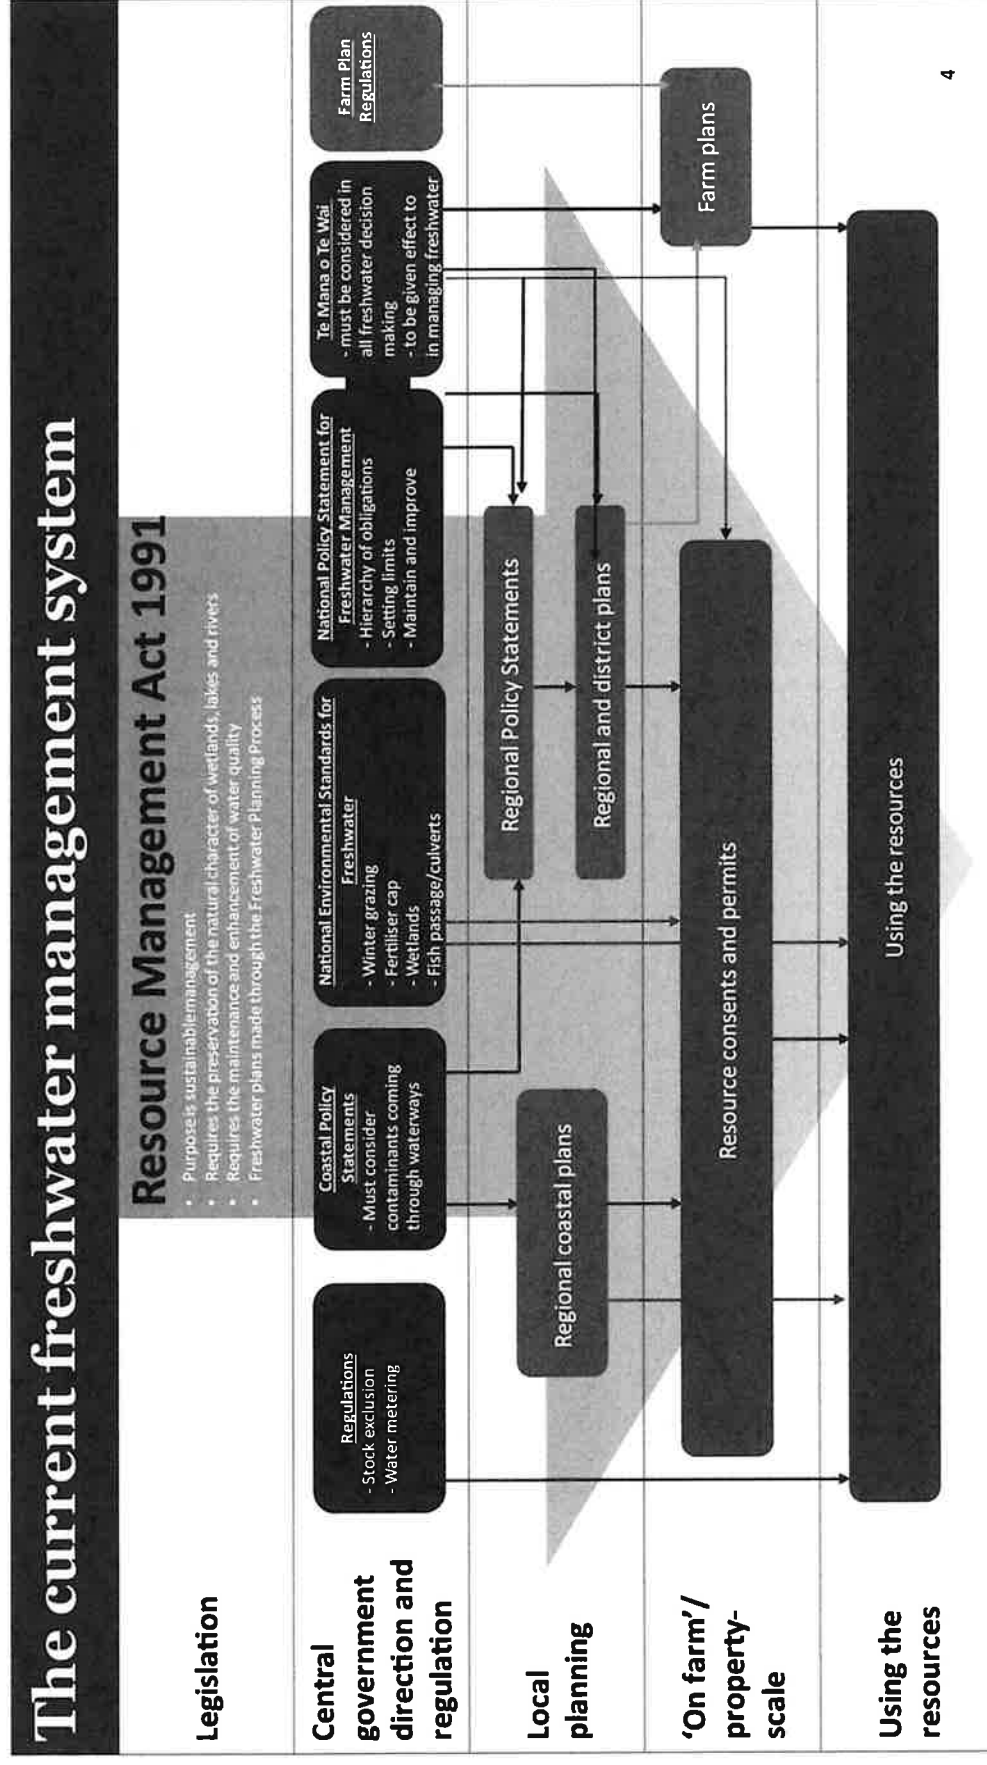 The current freshwater management system
Legislation
Resource Management Act 1991
• Purpose is sustainable management
• Requires the preservation of the natural character of wetlands, lakes and rivers
• Requires the maintenance and enhancement of water quality
• Freshwater plans made through the Freshwater Planning Process
Central
government
direction and
regulation
Regulations
- Stock exclusion
- Water metering
Coastal Policy
Statements
- Must consider
contaminants coming
through waterways
National Environmental Standards for
Freshwater
- Winter grazing
- Fertiliser cap
- Wetlands
- Fish passage/culverts
National Policy Statement for
Freshwater Management
- Hierarchy of obligations
- Setting limits
- Maintain and improve
Te Mana o Te Wai
- must be considered in
all freshwater decision
making
- to be given effect to
in managing freshwater
Farm Plan
Regulations
Local
planning
Regional coastal plans
Regional Policy Statements
Regional and district plans
'On farm'/
property-
scale
Resource consents and permits
Farm plans
Using the
resources
Using the resources
4